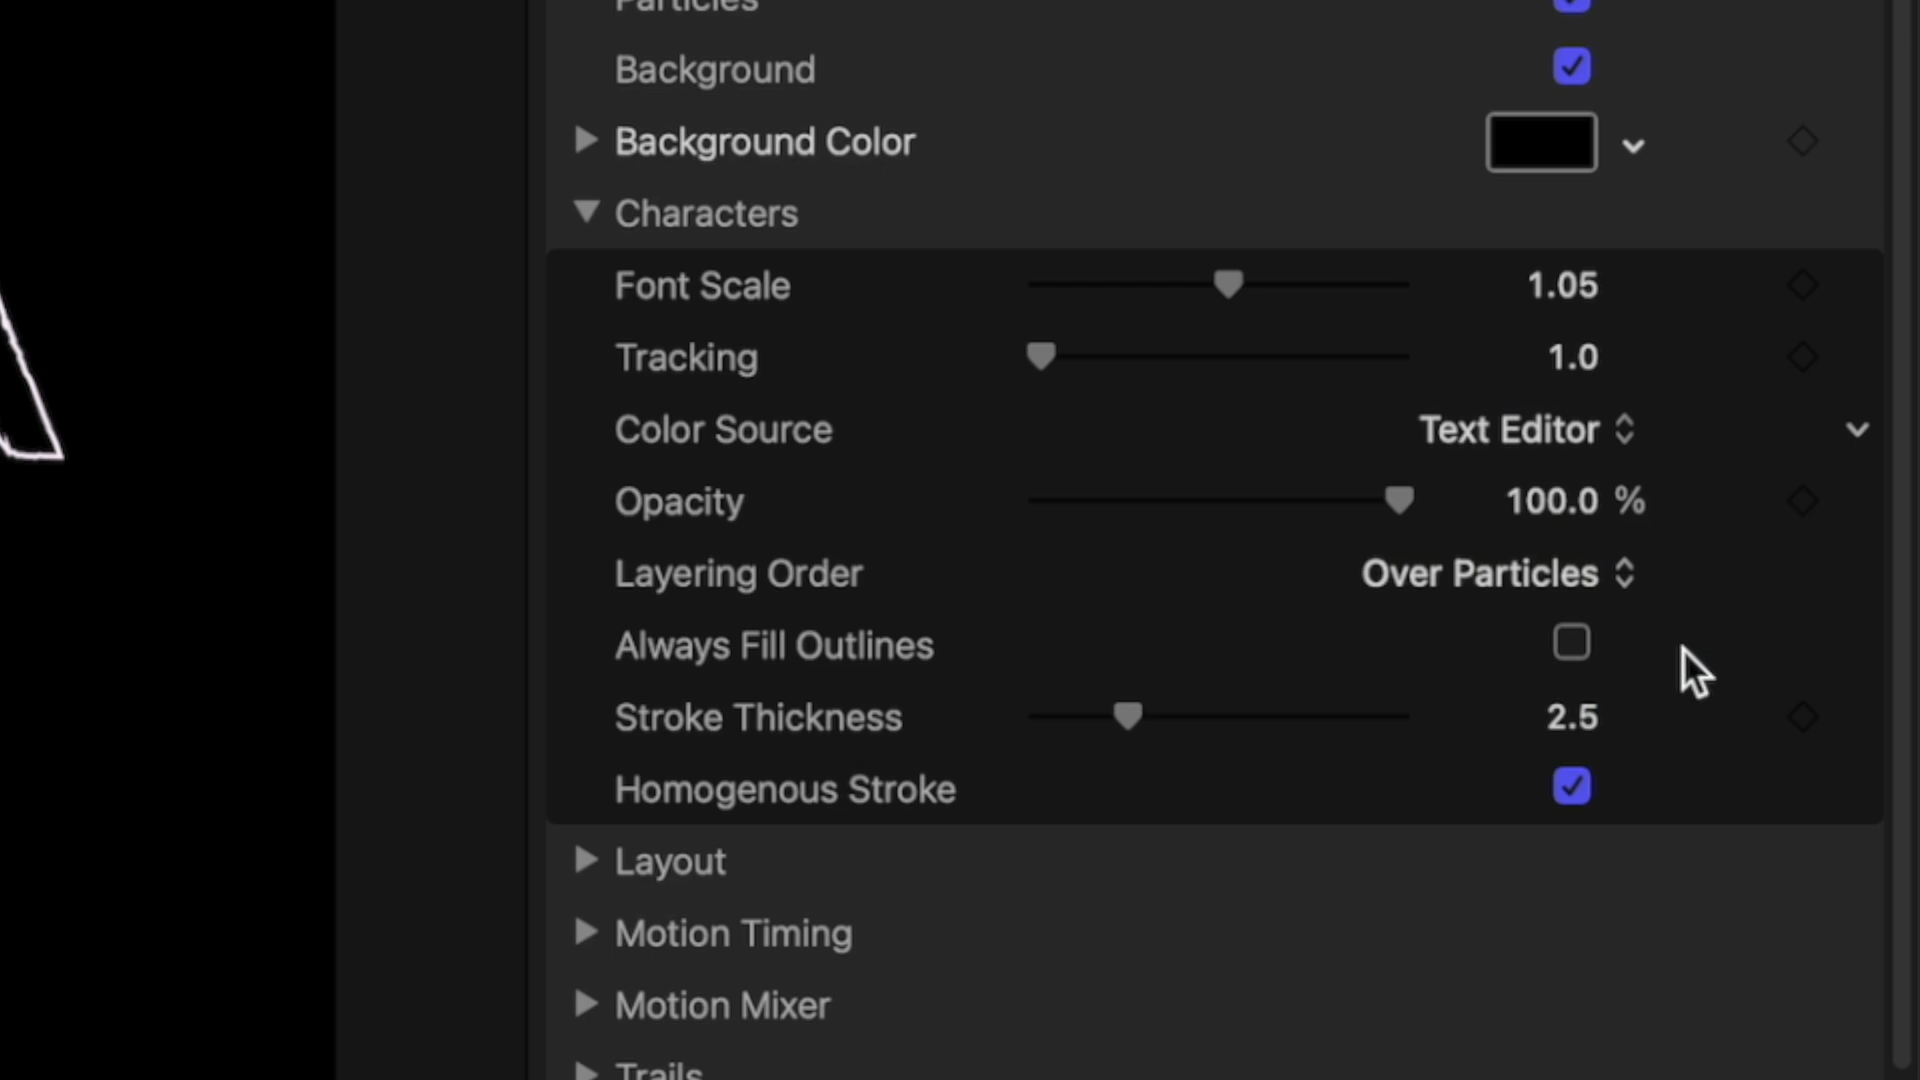 Particles
Background
Background Color
Characters
Font Scale 1.05
Tracking 1.0
Color Source Text Editor
Opacity 100.0 %
Layering Order Over Particles
Always Fill Outlines
Stroke Thickness 2.5
Homogenous Stroke
Layout
Motion Timing
Motion Mixer
Trails